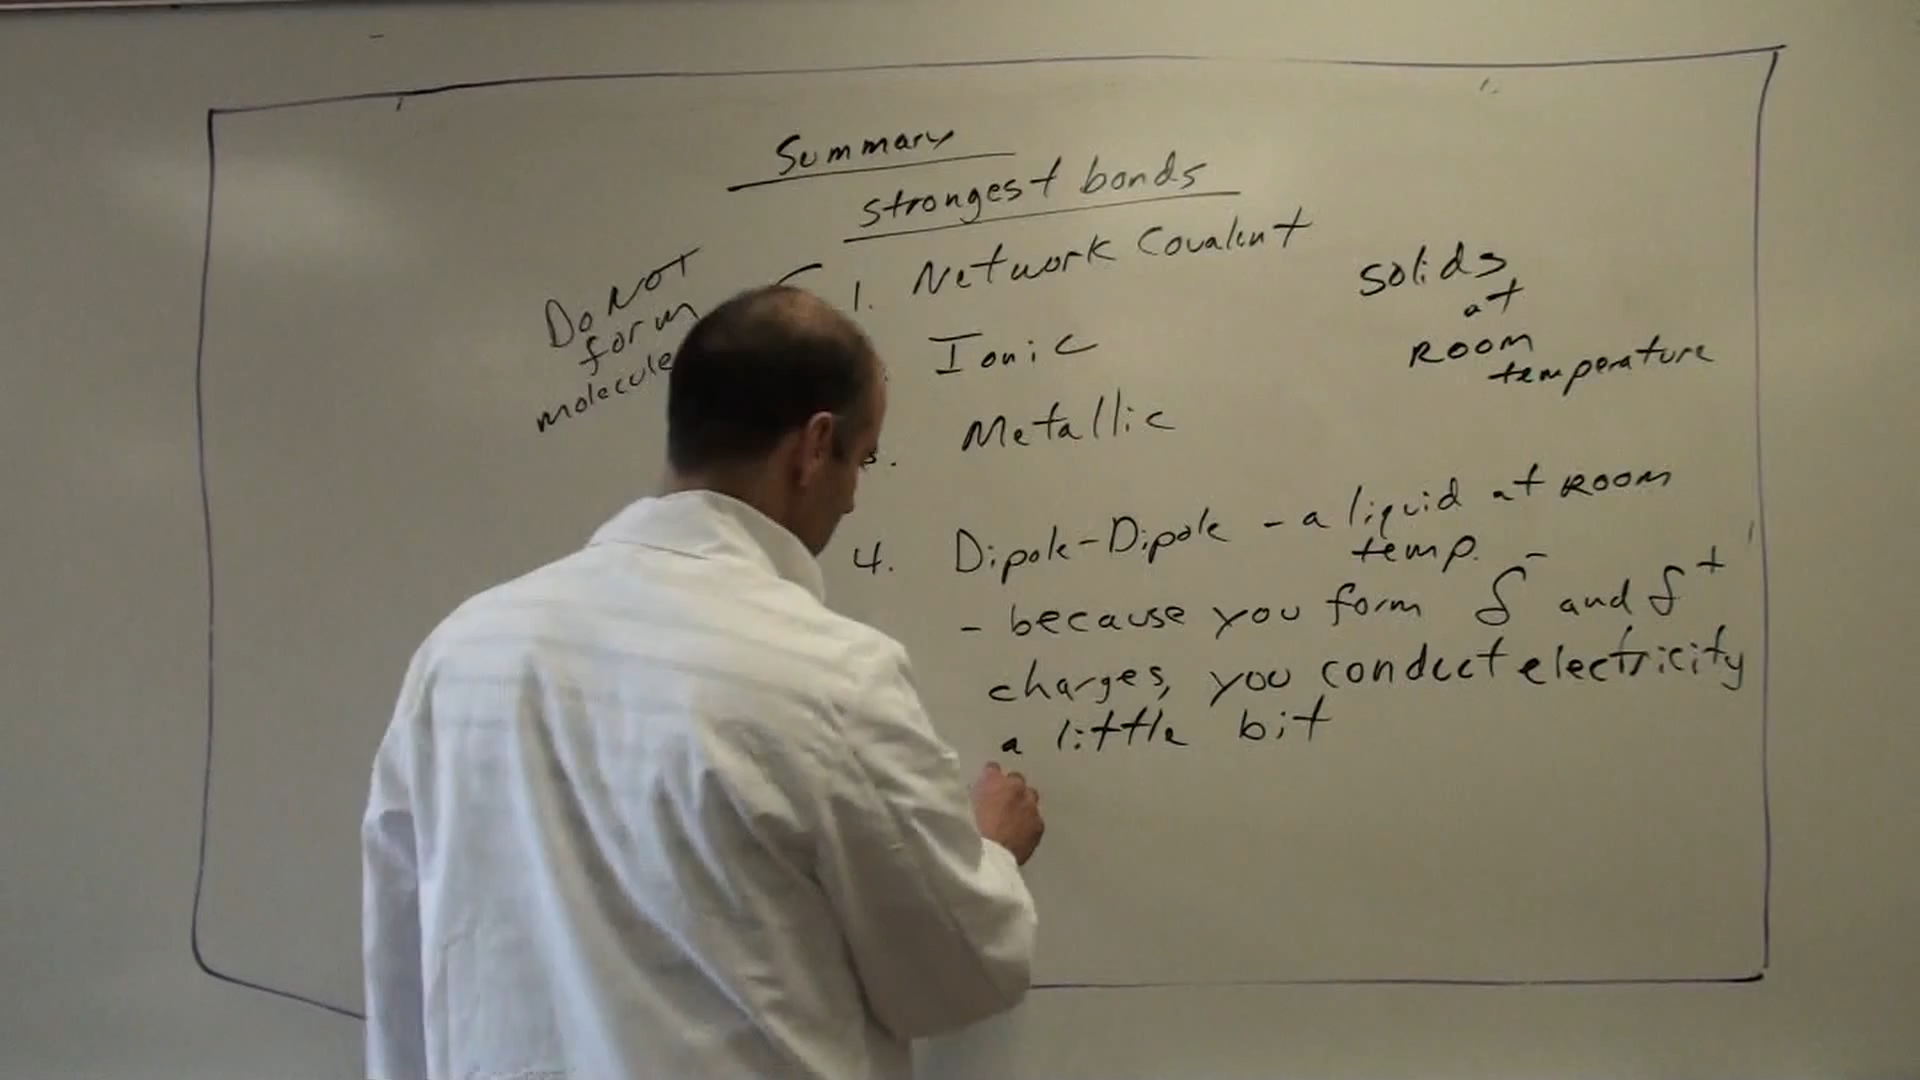 Summary
strongest bonds
Do NOT
form
molecule
1. Network Covalent
Ionic
3. Metallic
solids
at
ROOM
temperature
4. Dipole-Dipole - a liquid at ROOM
temp.
- because you form δ⁻ and δ⁺
charges, you conduct electricity
a little bit